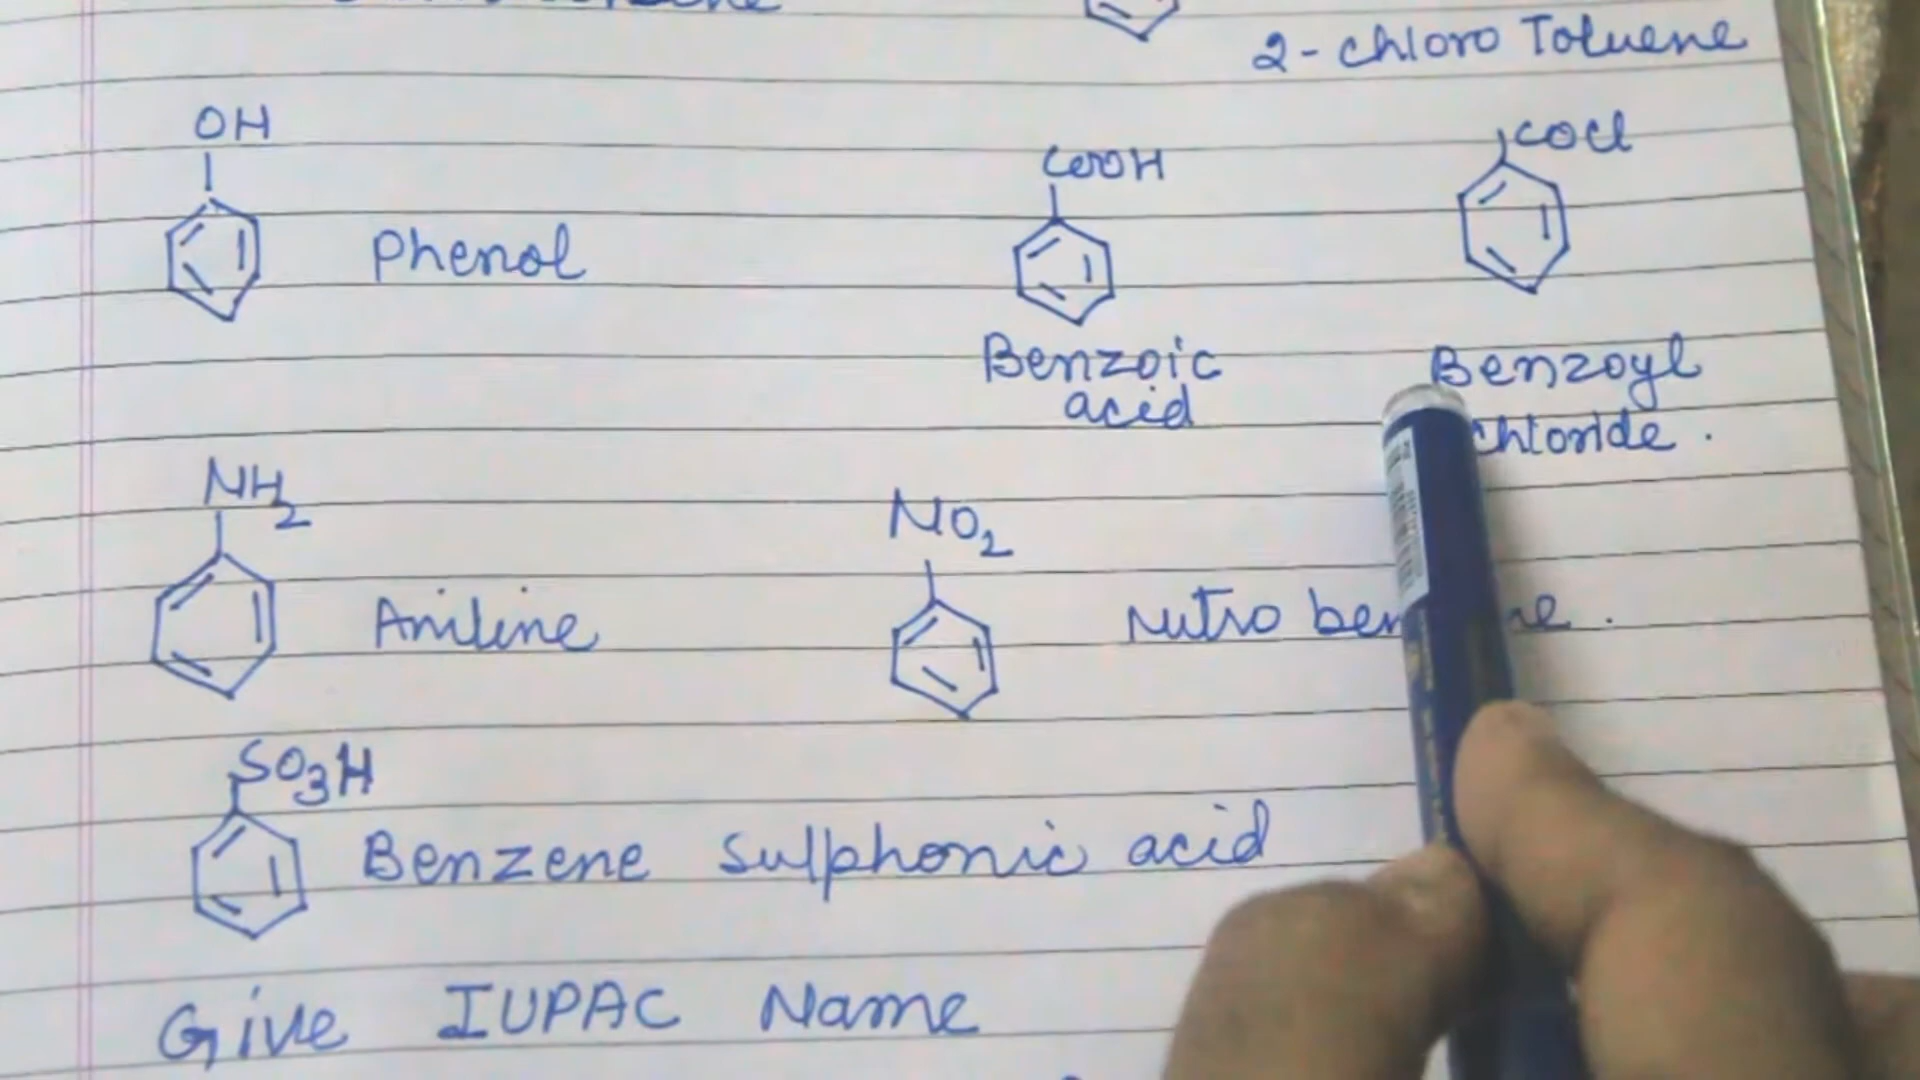 2- chloro Toluene
OH
Phenol
COOH
Benzoic
acid
COCl
Benzoyl
chloride.
NH2
Aniline
NO2
Nitro
SO3H
Benzene sulphonic acid
Give IUPAC Name